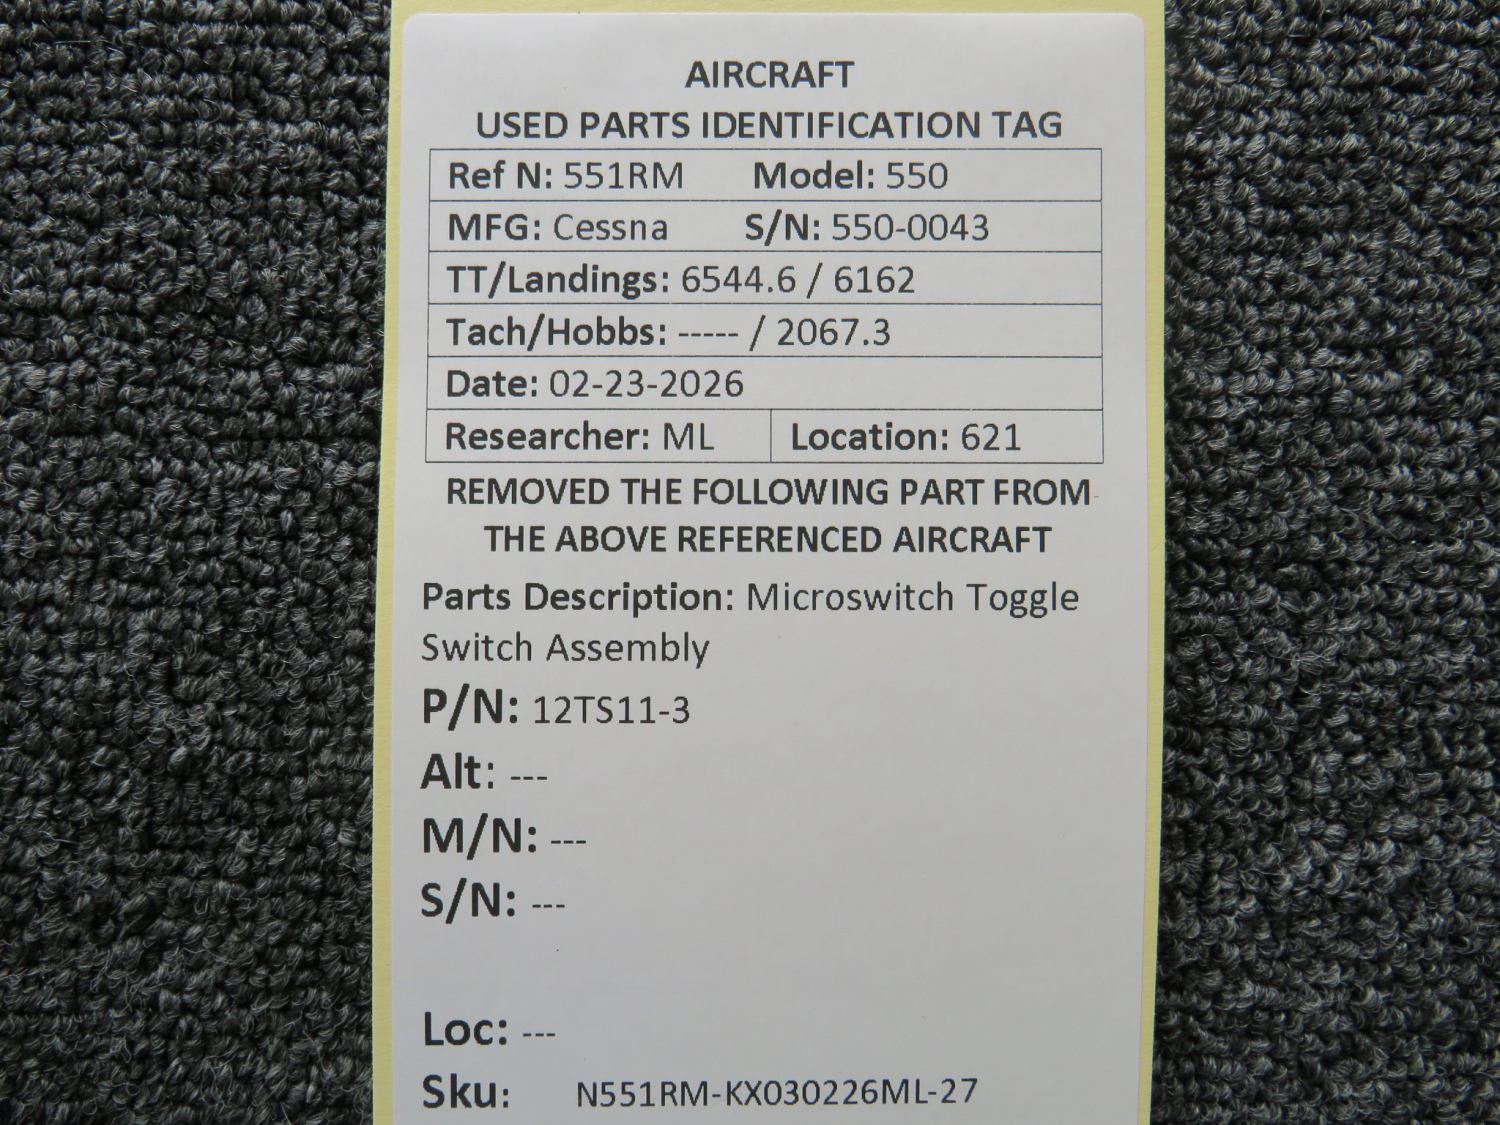 AIRCRAFT
USED PARTS IDENTIFICATION TAG
Ref N: 551RM Model: 550
MFG: Cessna S/N: 550-0043
TT/Landings: 6544.6 / 6162
Tach/Hobbs: ----- / 2067.3
Date: 02-23-2026
Researcher: ML Location: 621
REMOVED THE FOLLOWING PART FROM
THE ABOVE REFERENCED AIRCRAFT
Parts Description: Microswitch Toggle
Switch Assembly
P/N: 12TS11-3
Alt: ---
M/N: ---
S/N: ---
Loc: ---
Sku: N551RM-KX030226ML-27